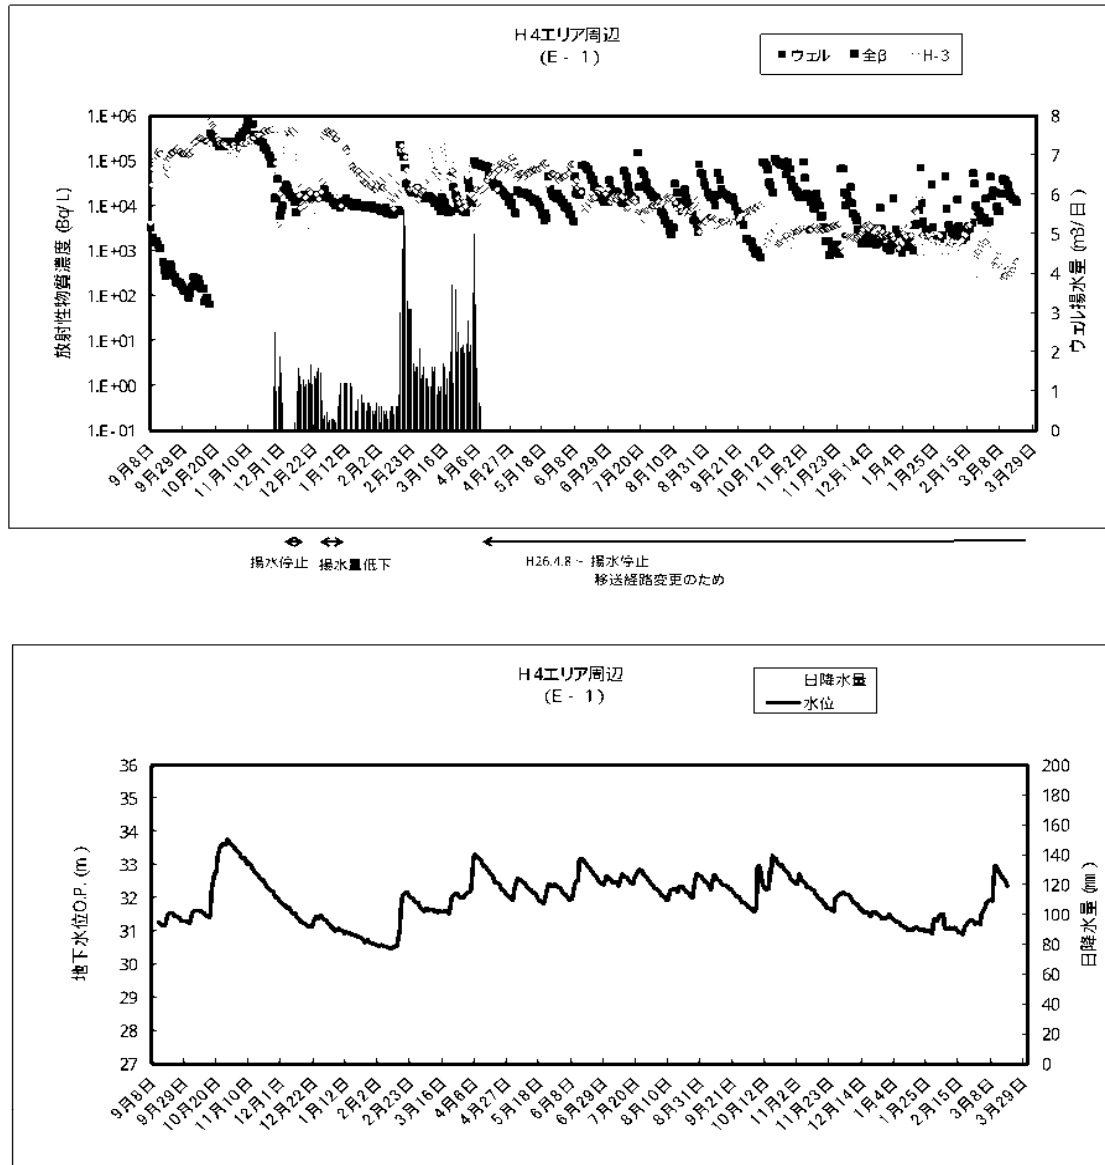 H4エリア周辺
(E - 1)
ウェル 全β H-3
放射性物質濃度 (Bq/L)
1.E+06
1.E+05
1.E+04
1.E+03
1.E+02
1.E+01
1.E+00
1.E-01
8
7
6
5
4
3
2
1
0
ウェル揚水量 (m3/日)
9月8日
9月29日
10月20日
11月10日
12月1日
12月22日
1月12日
2月2日
2月23日
3月16日
4月6日
4月27日
5月18日
6月8日
6月29日
7月20日
8月10日
8月31日
9月21日
10月12日
11月2日
11月23日
12月14日
1月4日
1月25日
2月15日
3月8日
3月29日
揚水停止
揚水量低下
H26.4.8～ 揚水停止
移送経路変更のため
H4エリア周辺
(E - 1)
日降水量
水位
地下水位O.P.(m)
36
35
34
33
32
31
30
29
28
27
200
180
160
140
120
100
80
60
40
20
0
日降水量(mm)
9月8日
9月29日
10月20日
11月10日
12月1日
12月22日
1月12日
2月2日
2月23日
3月16日
4月6日
4月27日
5月18日
6月8日
6月29日
7月20日
8月10日
8月31日
9月21日
10月12日
11月2日
11月23日
12月14日
1月4日
1月25日
2月15日
3月8日
3月29日